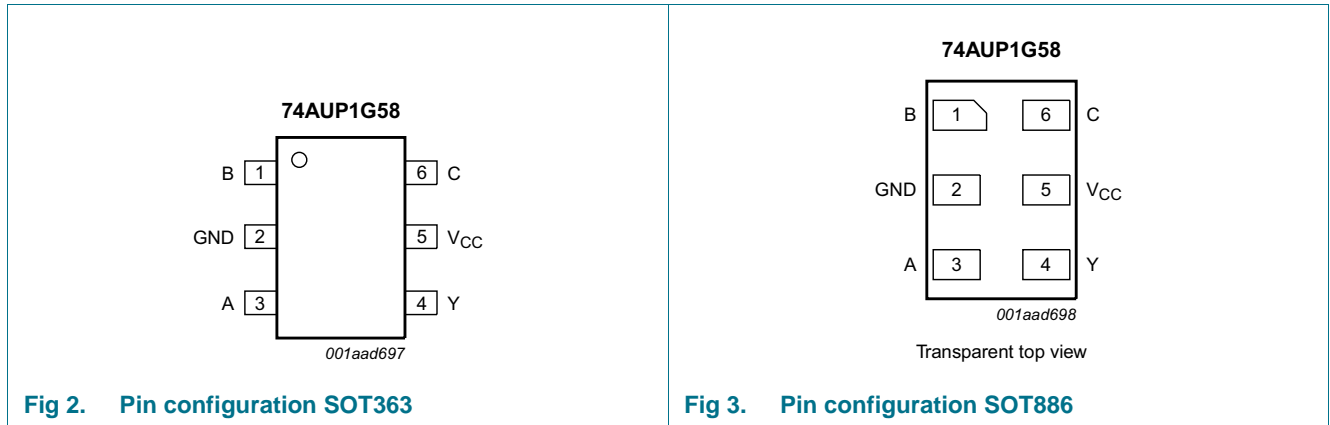 74AUP1G58
B 1 6 C
GND 2 5 VCC
A 3 4 Y
001aad697
Fig 2. Pin configuration SOT363
74AUP1G58
B 1 6 C
GND 2 5 VCC
A 3 4 Y
001aad698
Transparent top view
Fig 3. Pin configuration SOT886